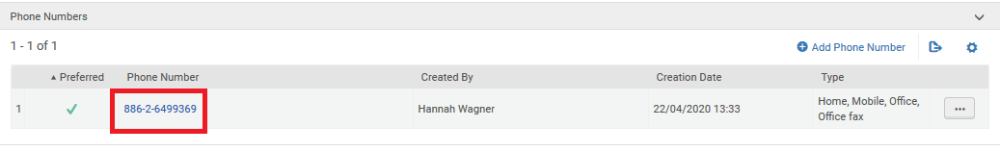 Phone Numbers
1 - 1 of 1
Add Phone Number
Preferred Phone Number Created By Creation Date Type
1 886-2-6499369 Hannah Wagner 22/04/2020 13:33 Home, Mobile, Office,
Office fax